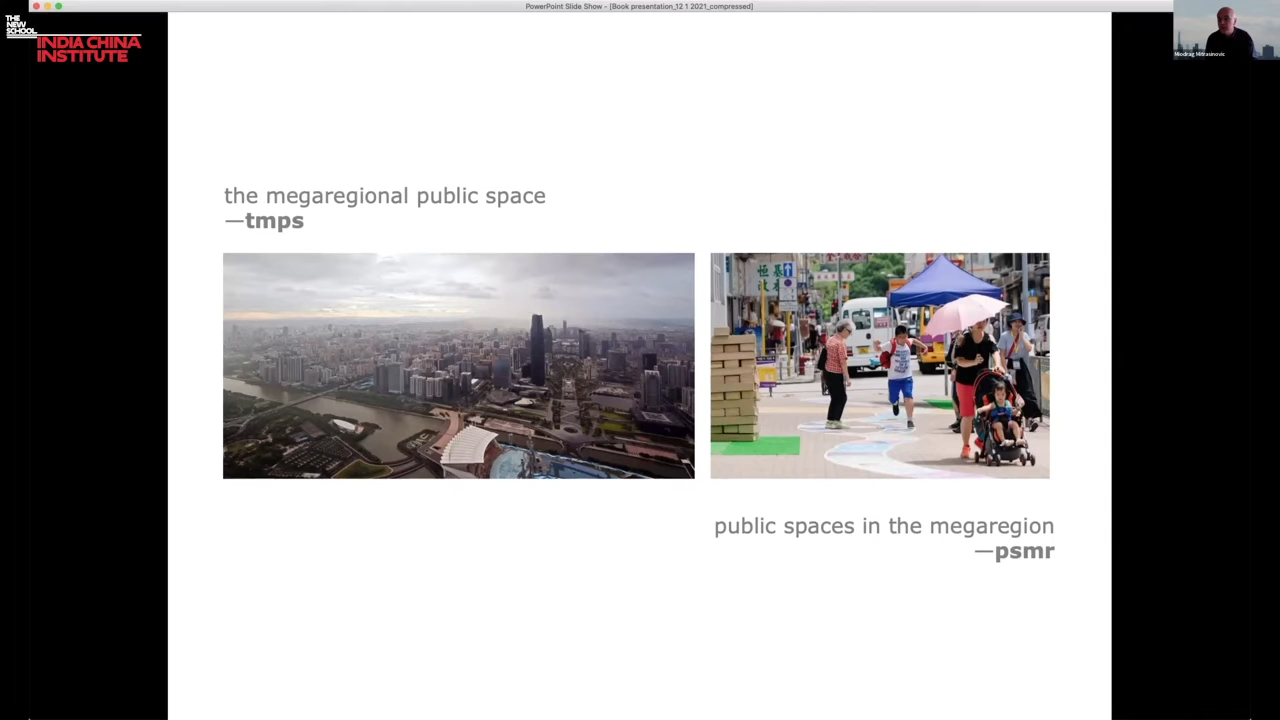 PowerPoint Slide Show - [Book presentation_12 1 2021_compressed]
THE
NEW
SCHOOL
INDIA CHINA
INSTITUTE
Miodrag Mitrasinovic
the megaregional public space
—tmps
public spaces in the megaregion
—psmr